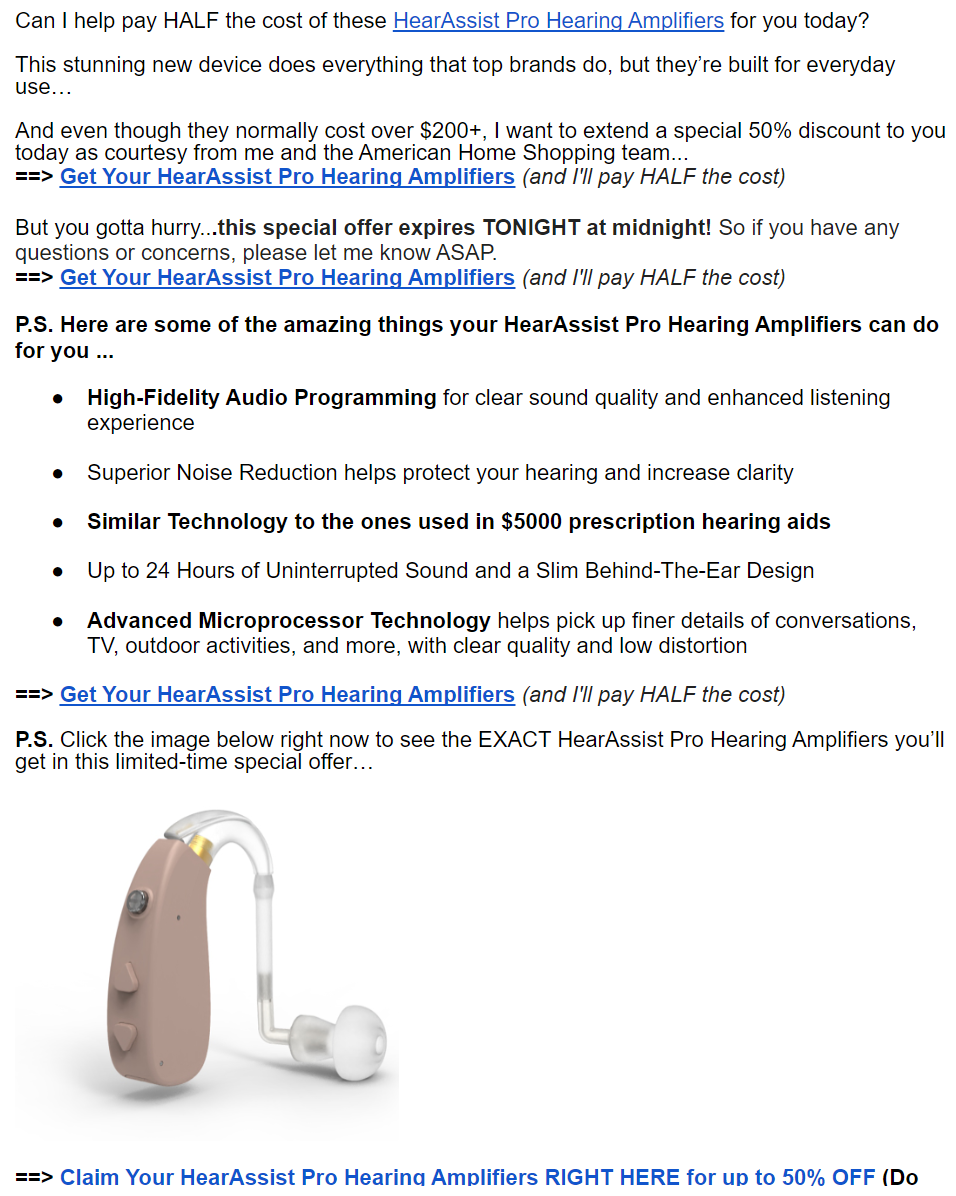 Can I help pay HALF the cost of these HearAssist Pro Hearing Amplifiers for you today?
This stunning new device does everything that top brands do, but they’re built for everyday
use…
And even though they normally cost over $200+, I want to extend a special 50% discount to you
today as courtesy from me and the American Home Shopping team...
==> Get Your HearAssist Pro Hearing Amplifiers (and I'll pay HALF the cost)
But you gotta hurry...this special offer expires TONIGHT at midnight! So if you have any
questions or concerns, please let me know ASAP.
==> Get Your HearAssist Pro Hearing Amplifiers (and I'll pay HALF the cost)
P.S. Here are some of the amazing things your HearAssist Pro Hearing Amplifiers can do
for you ...
● High-Fidelity Audio Programming for clear sound quality and enhanced listening
experience
● Superior Noise Reduction helps protect your hearing and increase clarity
● Similar Technology to the ones used in $5000 prescription hearing aids
● Up to 24 Hours of Uninterrupted Sound and a Slim Behind-The-Ear Design
● Advanced Microprocessor Technology helps pick up finer details of conversations,
TV, outdoor activities, and more, with clear quality and low distortion
==> Get Your HearAssist Pro Hearing Amplifiers (and I'll pay HALF the cost)
P.S. Click the image below right now to see the EXACT HearAssist Pro Hearing Amplifiers you’ll
get in this limited-time special offer…
==> Claim Your HearAssist Pro Hearing Amplifiers RIGHT HERE for up to 50% OFF (Do